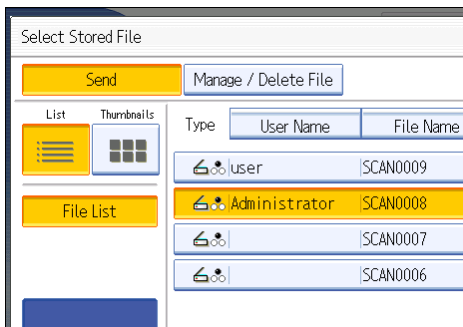 Select Stored File
Send Manage / Delete File
List Thumbnails
Type User Name File Name
user SCAN0009
File List Administrator SCAN0008
SCAN0007
SCAN0006